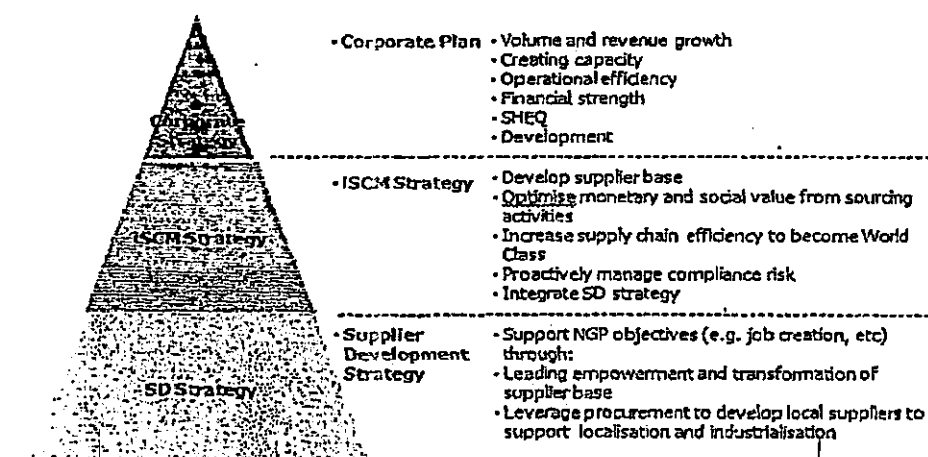 Corporate Strategy
• Corporate Plan
• Volume and revenue growth
• Creating capacity
• Operational efficiency
• Financial strength
• SHEQ
• Development
ISCM Strategy
• ISCM Strategy
• Develop supplier base
• Optimise monetary and social value from sourcing
activities
• Increase supply chain efficiency to become World
Class
• Proactively manage compliance risk
• Integrate SD strategy
SD Strategy
• Supplier
Development
Strategy
• Support NGP objectives (e.g. job creation, etc)
through:
• Leading empowerment and transformation of
supplier base
• Leverage procurement to develop local suppliers to
support localisation and industrialisation